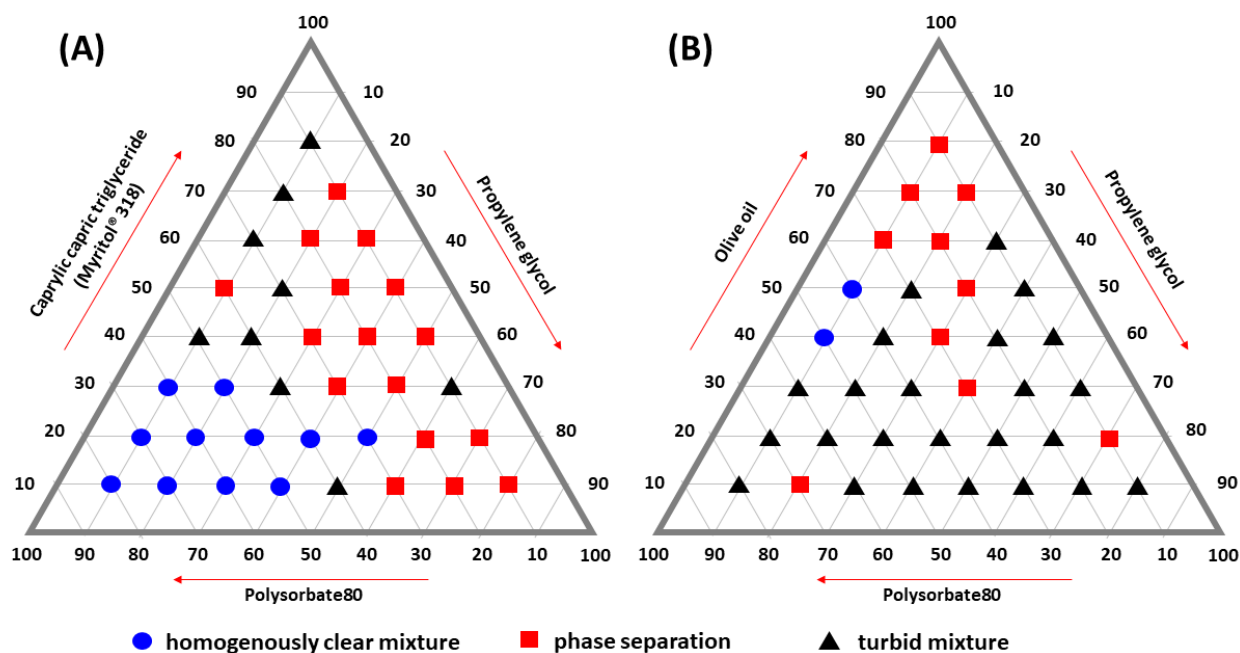 (A)
100
90 10
80 20
70 30
60 40
50 50
40 60
30 70
20 80
10 90
100 90 80 70 60 50 40 30 20 10 100
Caprylic capric triglyceride
(Myritol® 318)
Propylene glycol
Polysorbate80
(B)
100
90 10
80 20
70 30
60 40
50 50
40 60
30 70
20 80
10 90
100 90 80 70 60 50 40 30 20 10 100
Olive oil
Propylene glycol
Polysorbate80
homogenously clear mixture
phase separation
turbid mixture